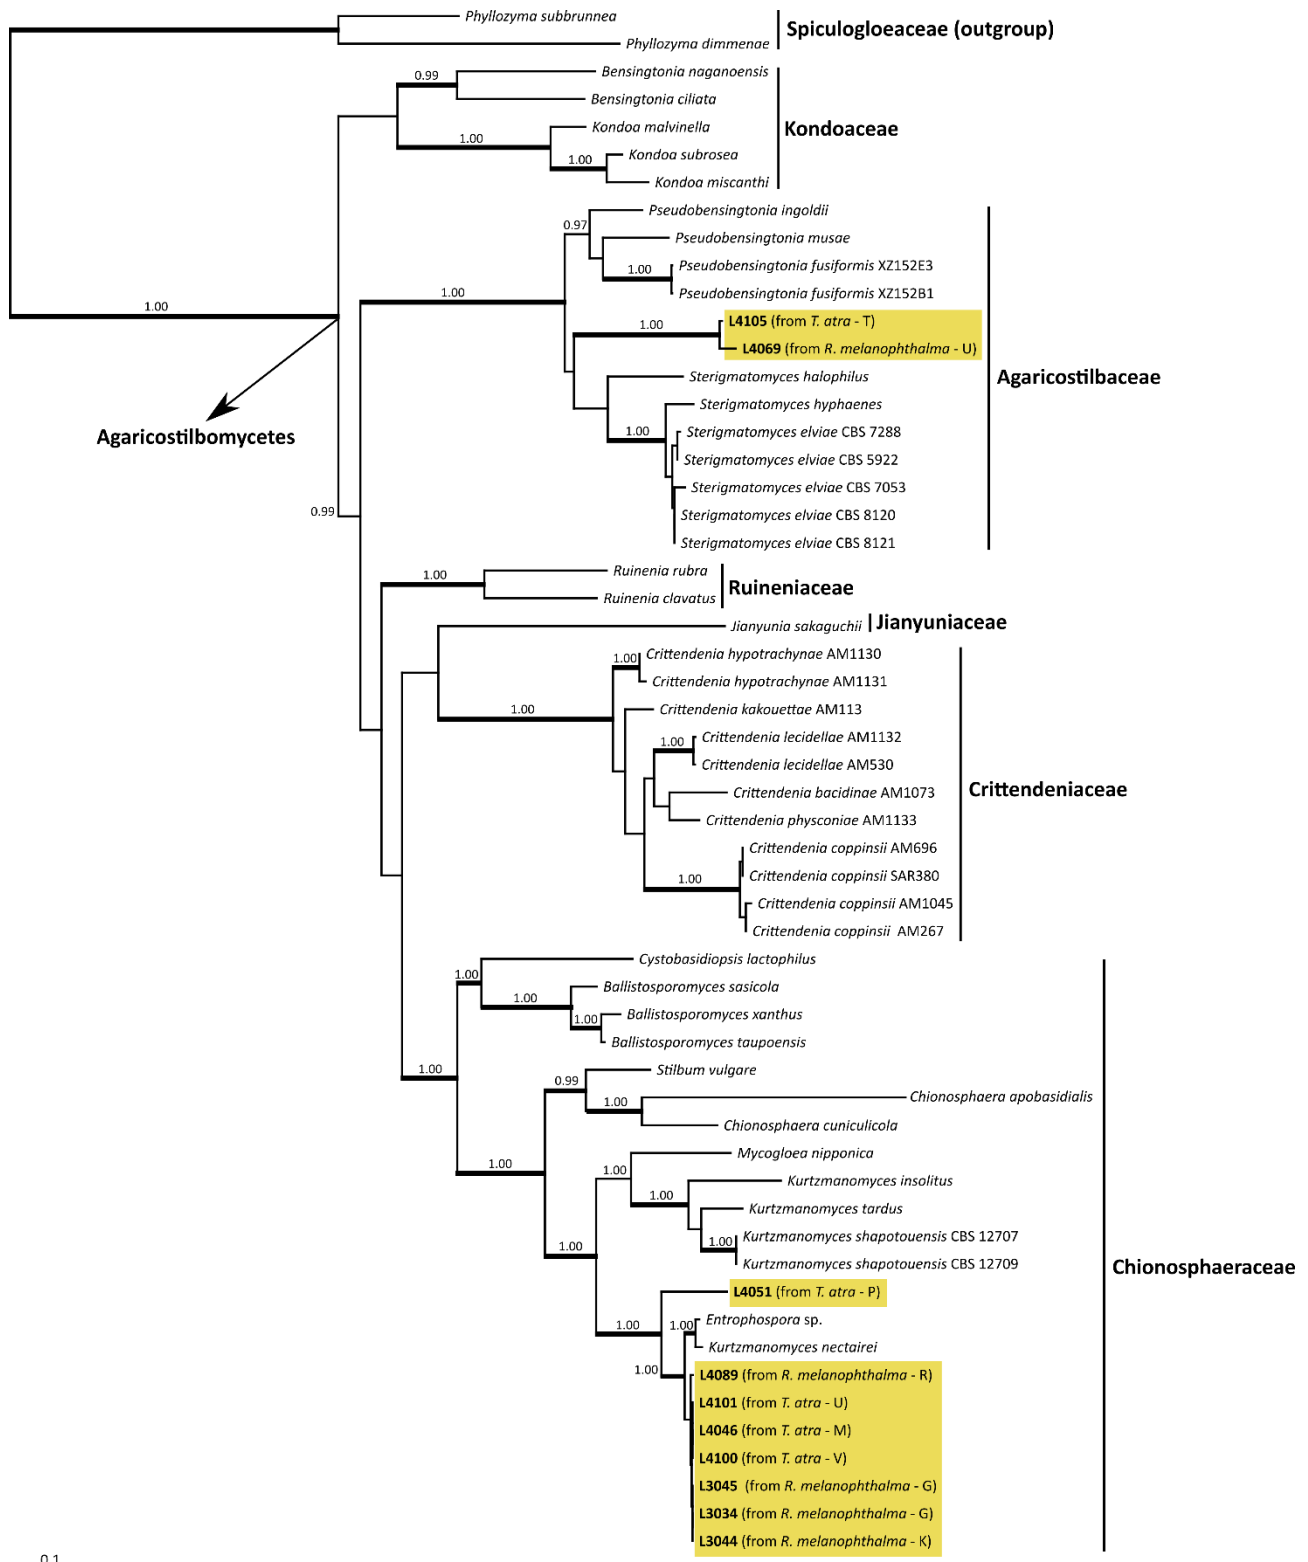 Phyllozyma subbrunnea
Spiculogloeaceae (outgroup)
Phyllozyma dimmenae
Bensingtonia naganoensis
0.99
Bensingtonia ciliata
Kondoa malvinella
Kondoaceae
1.00
Kondoa subrosea
1.00
Kondoa miscanthi
Pseudobensingtonia ingoldii
0.97
Pseudobensingtonia musae
Pseudobensingtonia fusiformis XZ152E3
1.00
Pseudobensingtonia fusiformis XZ152B1
1.00
1.00
L4105 (from T. atra - T)
1.00
L4069 (from R. melanophthalma - U)
Agaricostilbaceae
Sterigmatomyces halophilus
Sterigmatomyces hyphaenes
Agaricostilbomycetes
1.00
Sterigmatomyces elviae CBS 7288
Sterigmatomyces elviae CBS 5922
Sterigmatomyces elviae CBS 7053
0.99
Sterigmatomyces elviae CBS 8120
Sterigmatomyces elviae CBS 8121
Ruinenia rubra
1.00
Ruineniaceae
Ruinenia clavatus
Jianyunia sakaguchii
Jianyuniaceae
Crittendenia hypotrachynae AM1130
1.00
Crittendenia hypotrachynae AM1131
1.00
Crittendenia kakouettae AM113
Crittendenia lecidellae AM1132
1.00
Crittendenia lecidellae AM530
Crittendenia bacidinae AM1073
Crittendeniaceae
Crittendenia physconiae AM1133
Crittendenia coppinsii AM696
1.00
Crittendenia coppinsii SAR380
Crittendenia coppinsii AM1045
Crittendenia coppinsii AM267
Cystobasidiopsis lactophilus
1.00
Ballistosporomyces sasicola
1.00
Ballistosporomyces xanthus
1.00
Ballistosporomyces taupoensis
1.00
Stilbum vulgare
0.99
Chionosphaera apobasidialis
1.00
Chionosphaera cuniculicola
Mycogloea nipponica
1.00
1.00
Kurtzmanomyces insolitus
1.00
Kurtzmanomyces tardus
Kurtzmanomyces shapotouensis CBS 12707
1.00
1.00
Kurtzmanomyces shapotouensis CBS 12709
Chionosphaeraceae
L4051 (from T. atra - P)
Entrophospora sp.
1.00
1.00
Kurtzmanomyces nectairei
1.00
L4089 (from R. melanophthalma - R)
L4101 (from T. atra - U)
L4046 (from T. atra - M)
L4100 (from T. atra - V)
L3045 (from R. melanophthalma - G)
L3034 (from R. melanophthalma - G)
L3044 (from R. melanophthalma - K)
0.1